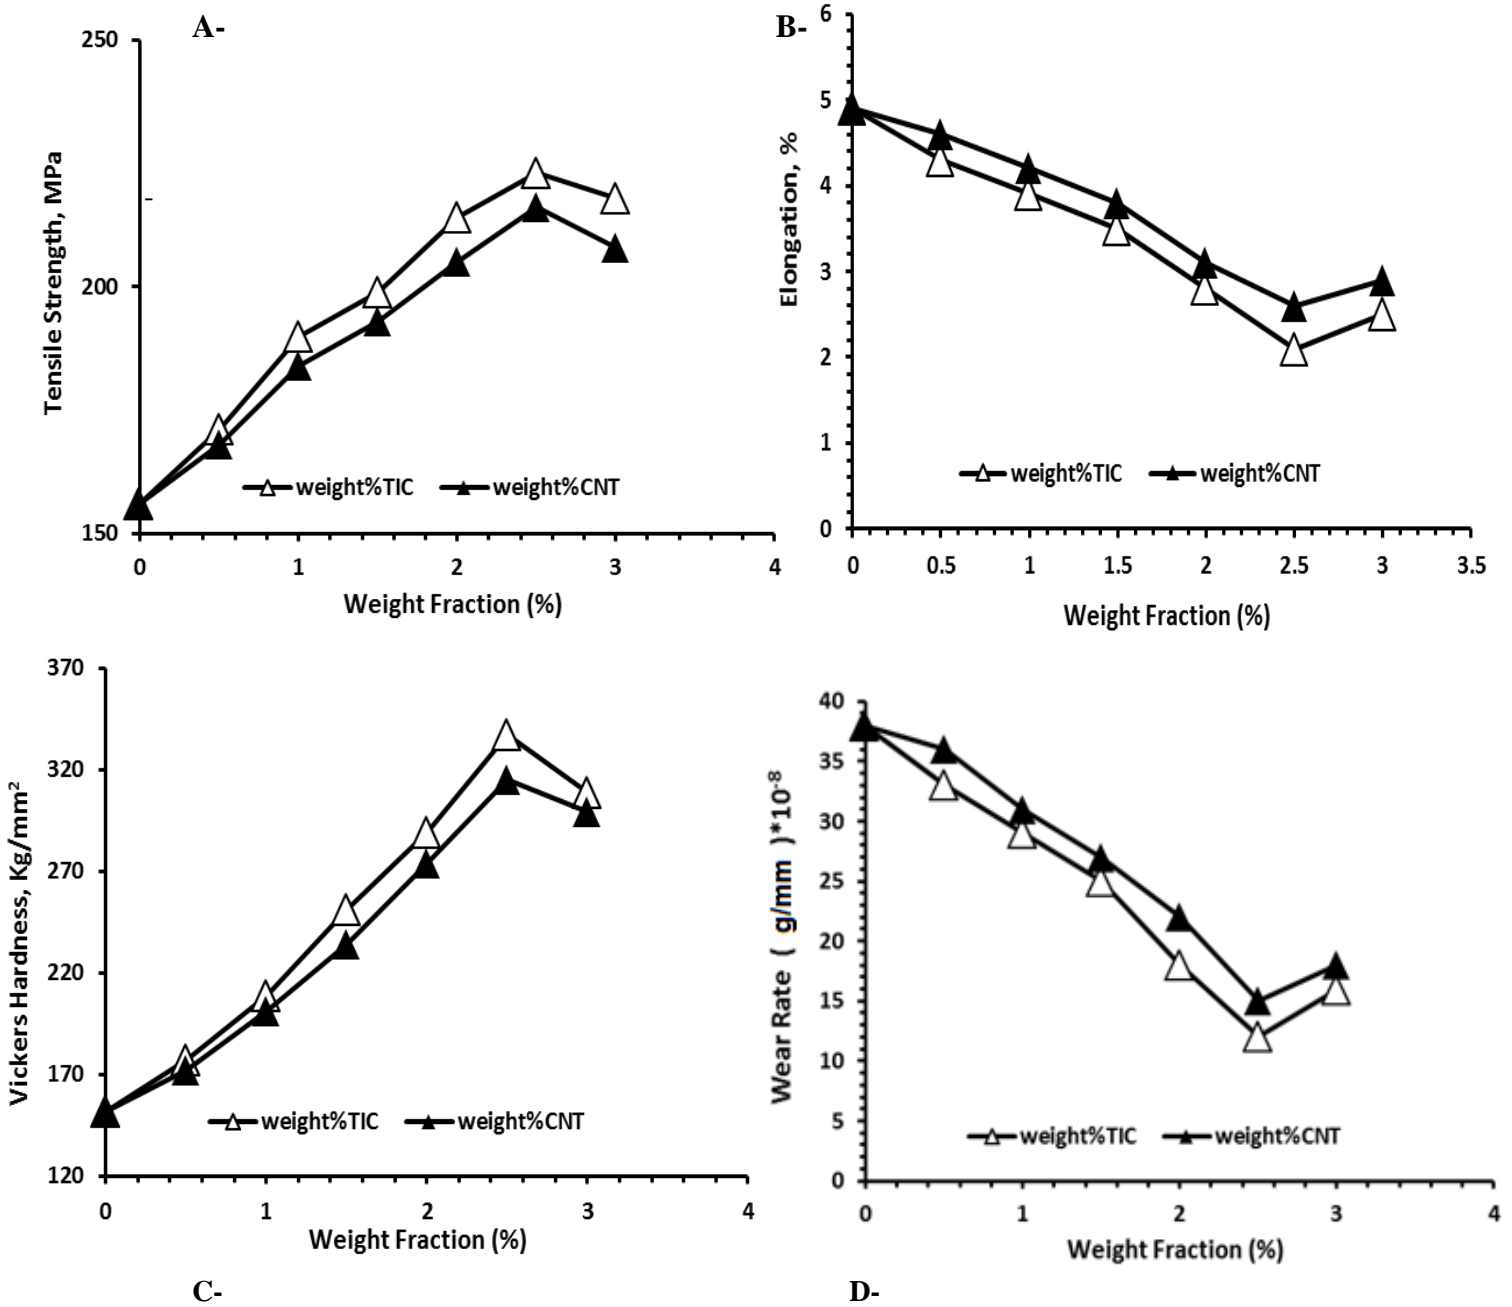 A-
250
200
150
Tensile Strength, MPa
weight%TIC weight%CNT
0 1 2 3 4
Weight Fraction (%)
B-
6
5
4
3
2
1
0
Elongation, %
weight%TIC weight%CNT
0 0.5 1 1.5 2 2.5 3 3.5
Weight Fraction (%)
370
320
270
220
170
120
Vickers Hardness, Kg/mm²
weight%TIC weight%CNT
0 1 2 3 4
Weight Fraction (%)
C-
40
35
30
25
20
15
10
5
0
Wear Rate ( g/mm )*10⁻⁸
weight%TIC weight%CNT
0 1 2 3 4
Weight Fraction (%)
D-